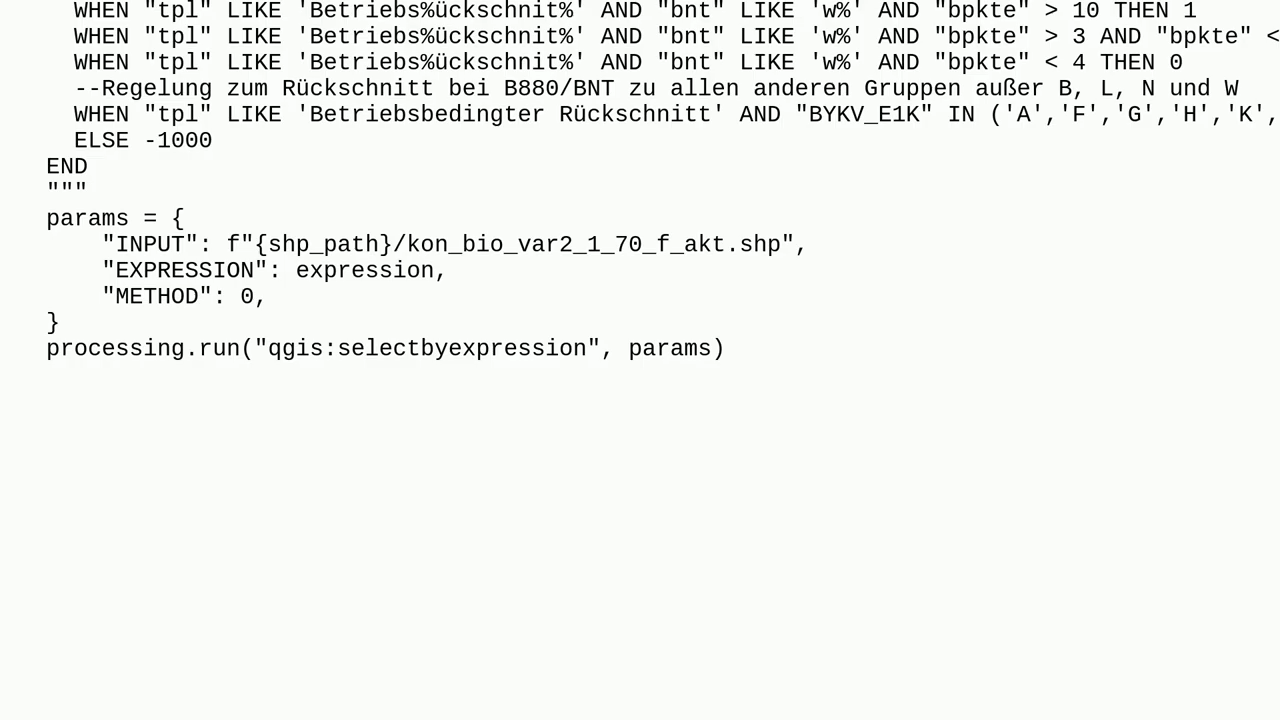 WHEN "tpl" LIKE 'Betriebs%ückschnit%' AND "bnt" LIKE 'w%' AND "bpkte" > 10 THEN 1
WHEN "tpl" LIKE 'Betriebs%ückschnit%' AND "bnt" LIKE 'w%' AND "bpkte" > 3 AND "bpkte" <
WHEN "tpl" LIKE 'Betriebs%ückschnit%' AND "bnt" LIKE 'w%' AND "bpkte" < 4 THEN 0
--Regelung zum Rückschnitt bei B880/BNT zu allen anderen Gruppen außer B, L, N und W
WHEN "tpl" LIKE 'Betriebsbedingter Rückschnitt' AND "BYKV_E1K" IN ('A','F','G','H','K',
ELSE -1000
END
"""
params = {
"INPUT": f"{shp_path}/kon_bio_var2_1_70_f_akt.shp",
"EXPRESSION": expression,
"METHOD": 0,
}
processing.run("qgis:selectbyexpression", params)